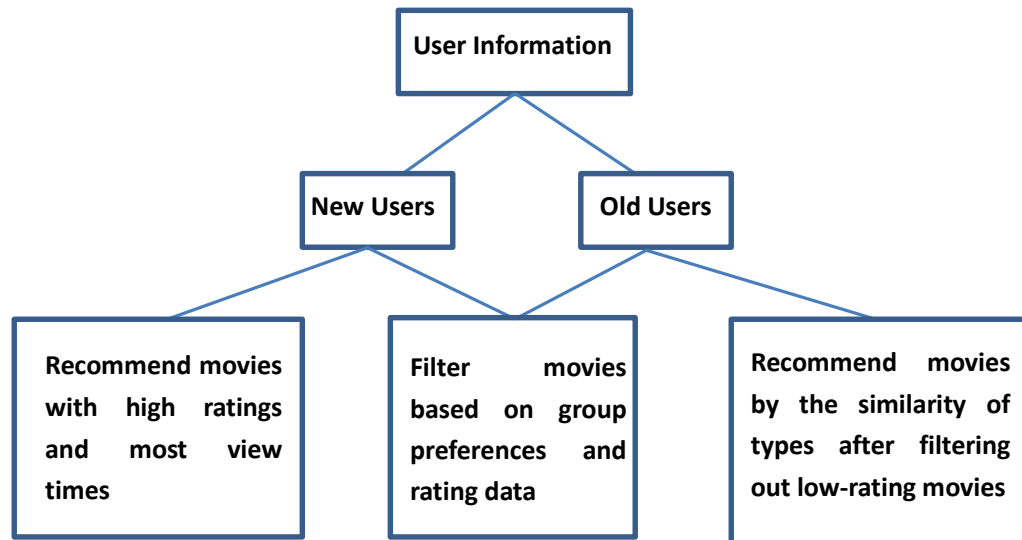 User Information
New Users
Old Users
Recommend movies
with high ratings
and most view
times
Filter movies
based on group
preferences and
rating data
Recommend movies
by the similarity of
types after filtering
out low-rating movies